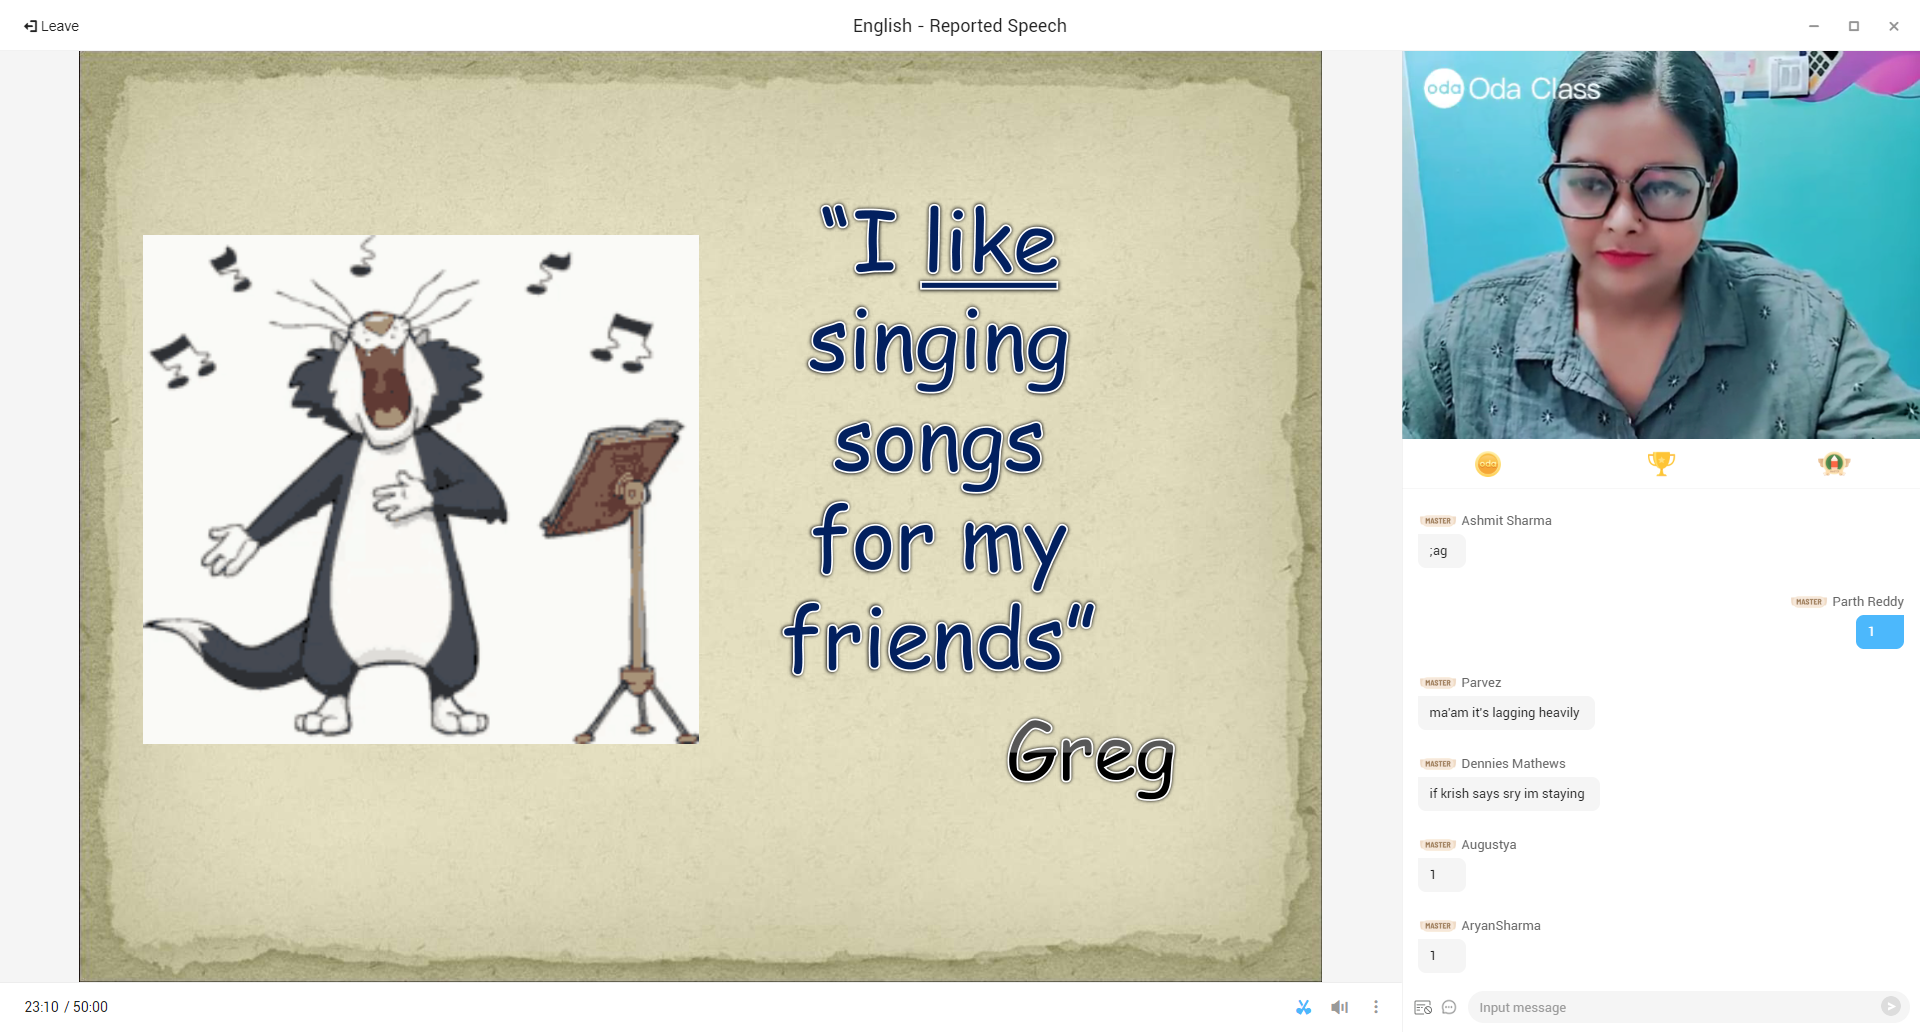 Leave
English - Reported Speech
oda Oda Class
“I like
singing
songs
for my
friends”
Greg
oda
MASTER Ashmit Sharma
;ag
MASTER Parth Reddy
1
MASTER Parvez
ma'am it's lagging heavily
MASTER Dennies Mathews
if krish says sry im staying
MASTER Augustya
1
MASTER AryanSharma
1
23:10 / 50:00
Input message